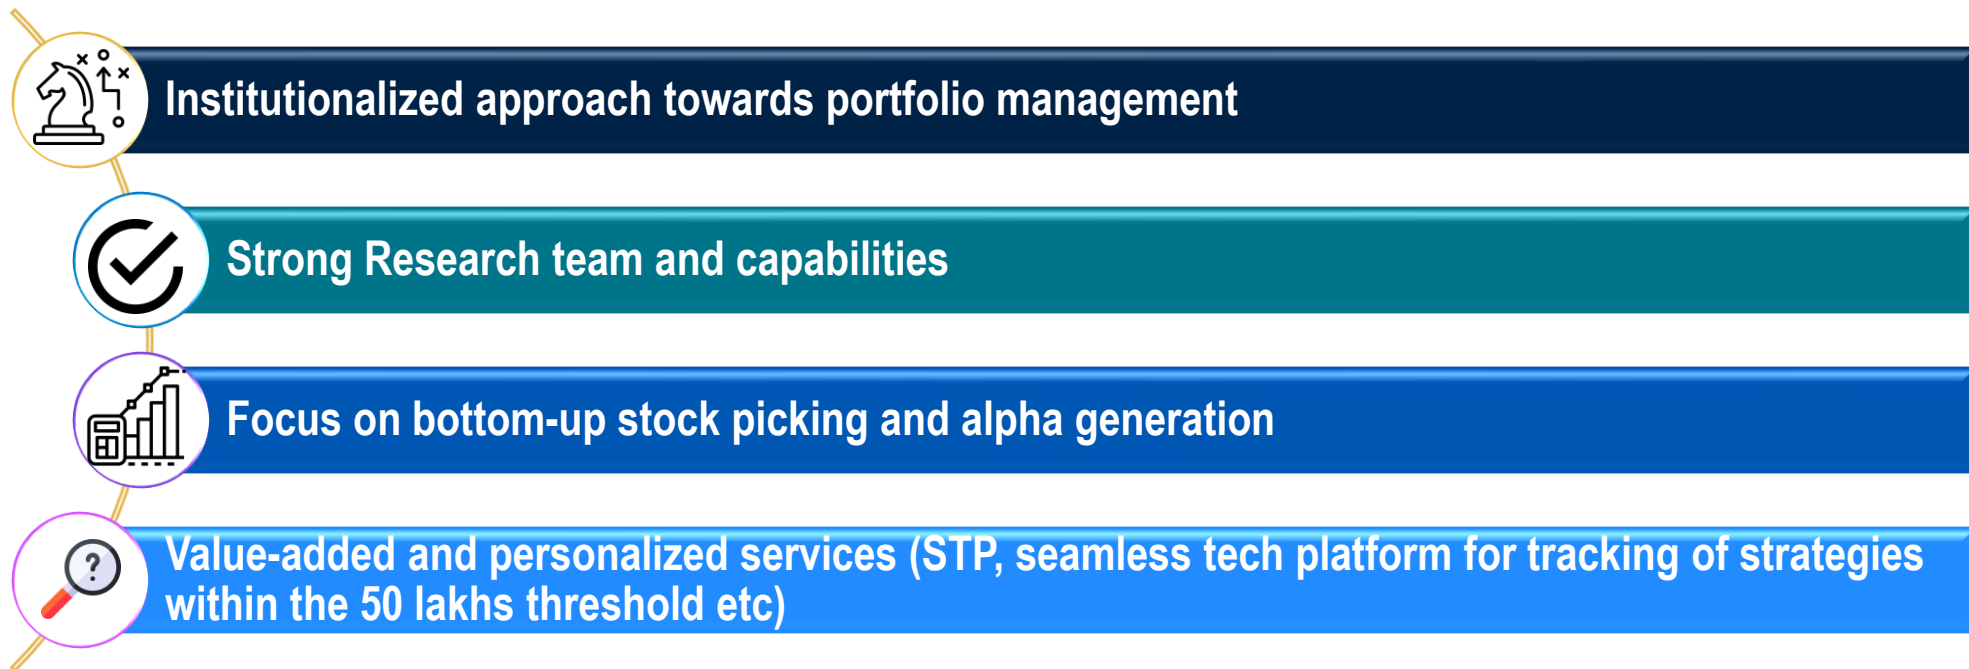 Institutionalized approach towards portfolio management
Strong Research team and capabilities
Focus on bottom-up stock picking and alpha generation
Value-added and personalized services (STP, seamless tech platform for tracking of strategies
within the 50 lakhs threshold etc)